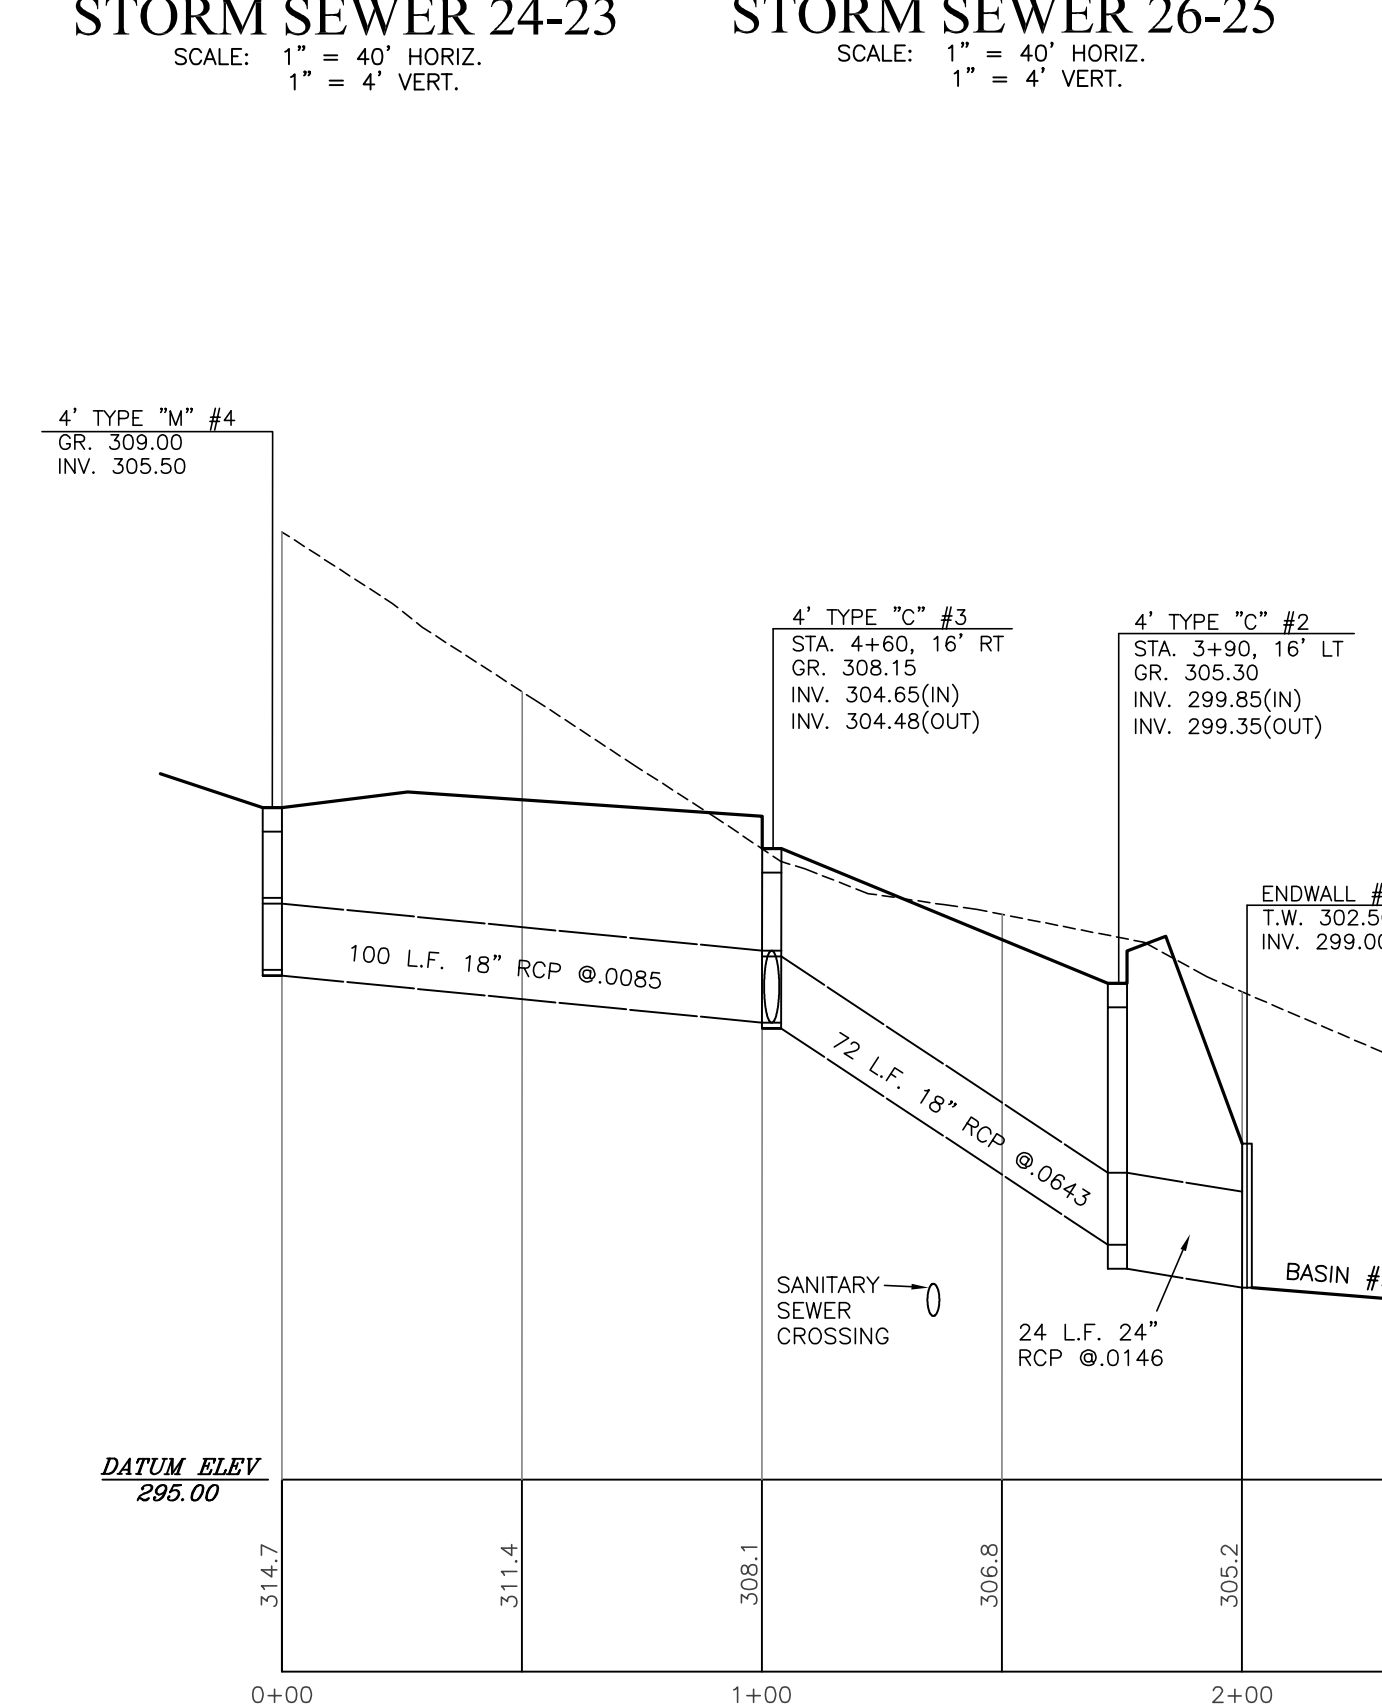 STORM SEWER 24-23
SCALE: 1" = 40' HORIZ.
1" = 4' VERT.
STORM SEWER 26-25
SCALE: 1" = 40' HORIZ.
1" = 4' VERT.
4' TYPE "M" #4
GR. 309.00
INV. 305.50
4' TYPE "C" #3
STA. 4+60, 16' RT
GR. 308.15
INV. 304.65(IN)
INV. 304.48(OUT)
4' TYPE "C" #2
STA. 3+90, 16' LT
GR. 305.30
INV. 299.85(IN)
INV. 299.35(OUT)
ENDWALL #
T.W. 302.5
INV. 299.0
100 L.F. 18" RCP @.0085
72 L.F. 18" RCP @.0643
SANITARY
SEWER
CROSSING
24 L.F. 24"
RCP @.0146
BASIN #
DATUM ELEV
295.00
314.7
311.4
308.1
306.8
305.2
0+00
1+00
2+00